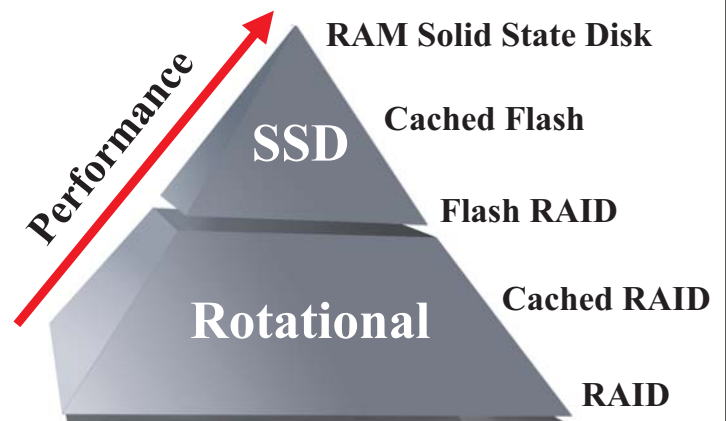 RAM Solid State Disk
Performance
Cached Flash
SSD
Flash RAID
Cached RAID
Rotational
RAID